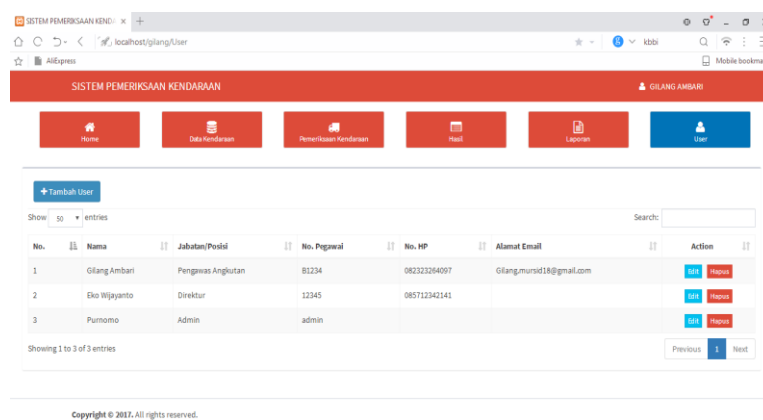 SISTEM PEMERIKSAAN KENDA
localhost/gilang/User
kbbi
AliExpress
Mobile bookma
SISTEM PEMERIKSAAN KENDARAAN
GILANG AMBARI
Home Data Kendaraan Pemeriksaan Kendaraan Hasil Laporan User
+ Tambah User
Show 50 entries Search:
No. Nama Jabatan/Posisi No. Pegawai No. HP Alamat Email Action
1 Gilang Ambari Pengawas Angkutan B1234 082323264097 Gilang.mursid18@gmail.com Edit Hapus
2 Eko Wijayanto Direktur 12345 085712342141 Edit Hapus
3 Purnomo Admin admin Edit Hapus
Showing 1 to 3 of 3 entries Previous 1 Next
Copyright © 2017. All rights reserved.